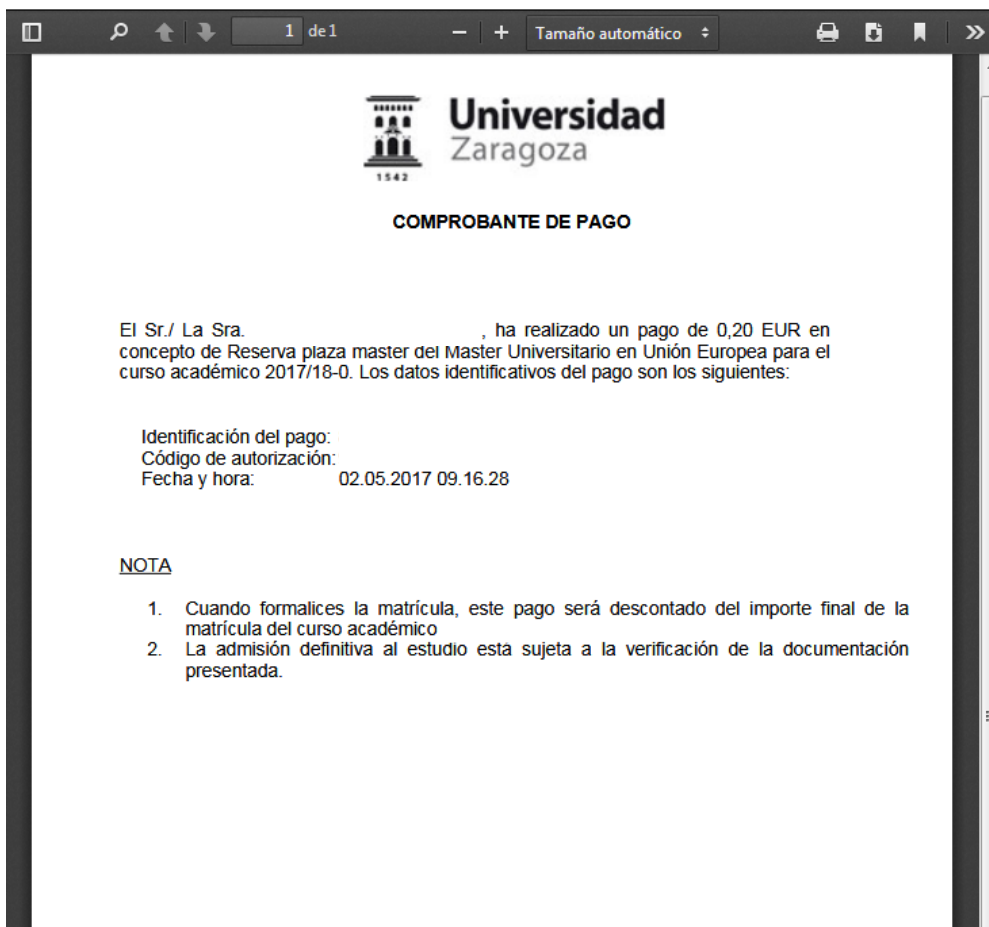 1 de 1
Tamaño automático
Universidad
Zaragoza
1542
COMPROBANTE DE PAGO
El Sr./ La Sra. , ha realizado un pago de 0,20 EUR en
concepto de Reserva plaza master del Master Universitario en Unión Europea para el
curso académico 2017/18-0. Los datos identificativos del pago son los siguientes:
Identificación del pago:
Código de autorización:
Fecha y hora: 02.05.2017 09.16.28
NOTA
1. Cuando formalices la matrícula, este pago será descontado del importe final de la
matrícula del curso académico
2. La admisión definitiva al estudio está sujeta a la verificación de la documentación
presentada.